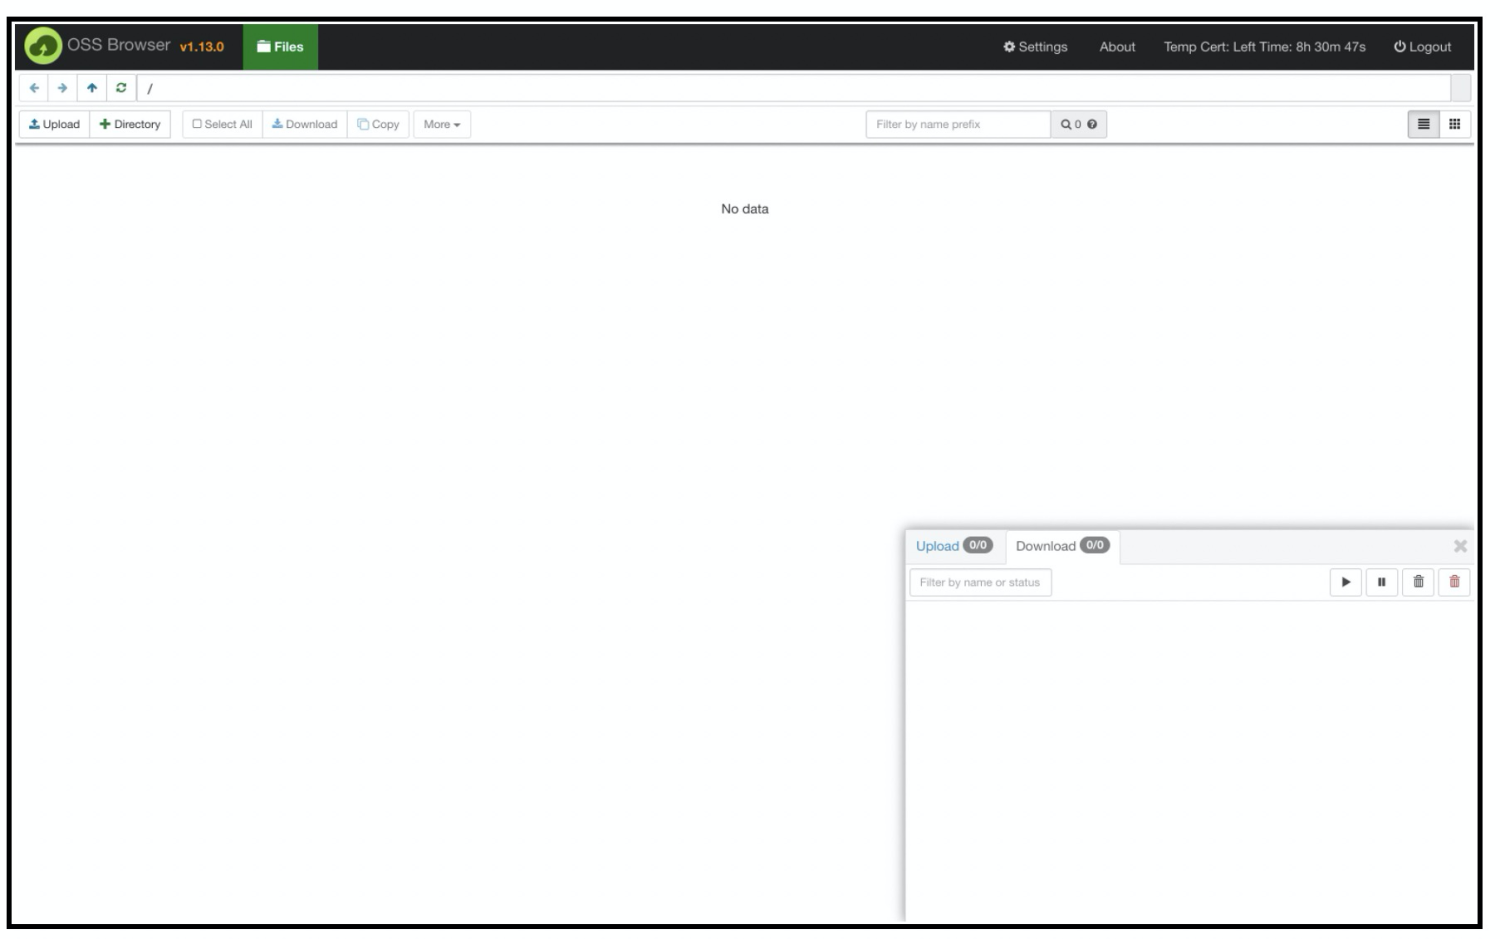 OSS Browser v1.13.0 Files Settings About Temp Cert: Left Time: 8h 30m 47s Logout
/
Upload Directory Select All Download Copy More Filter by name prefix 0
No data
Upload 0/0 Download 0/0
Filter by name or status